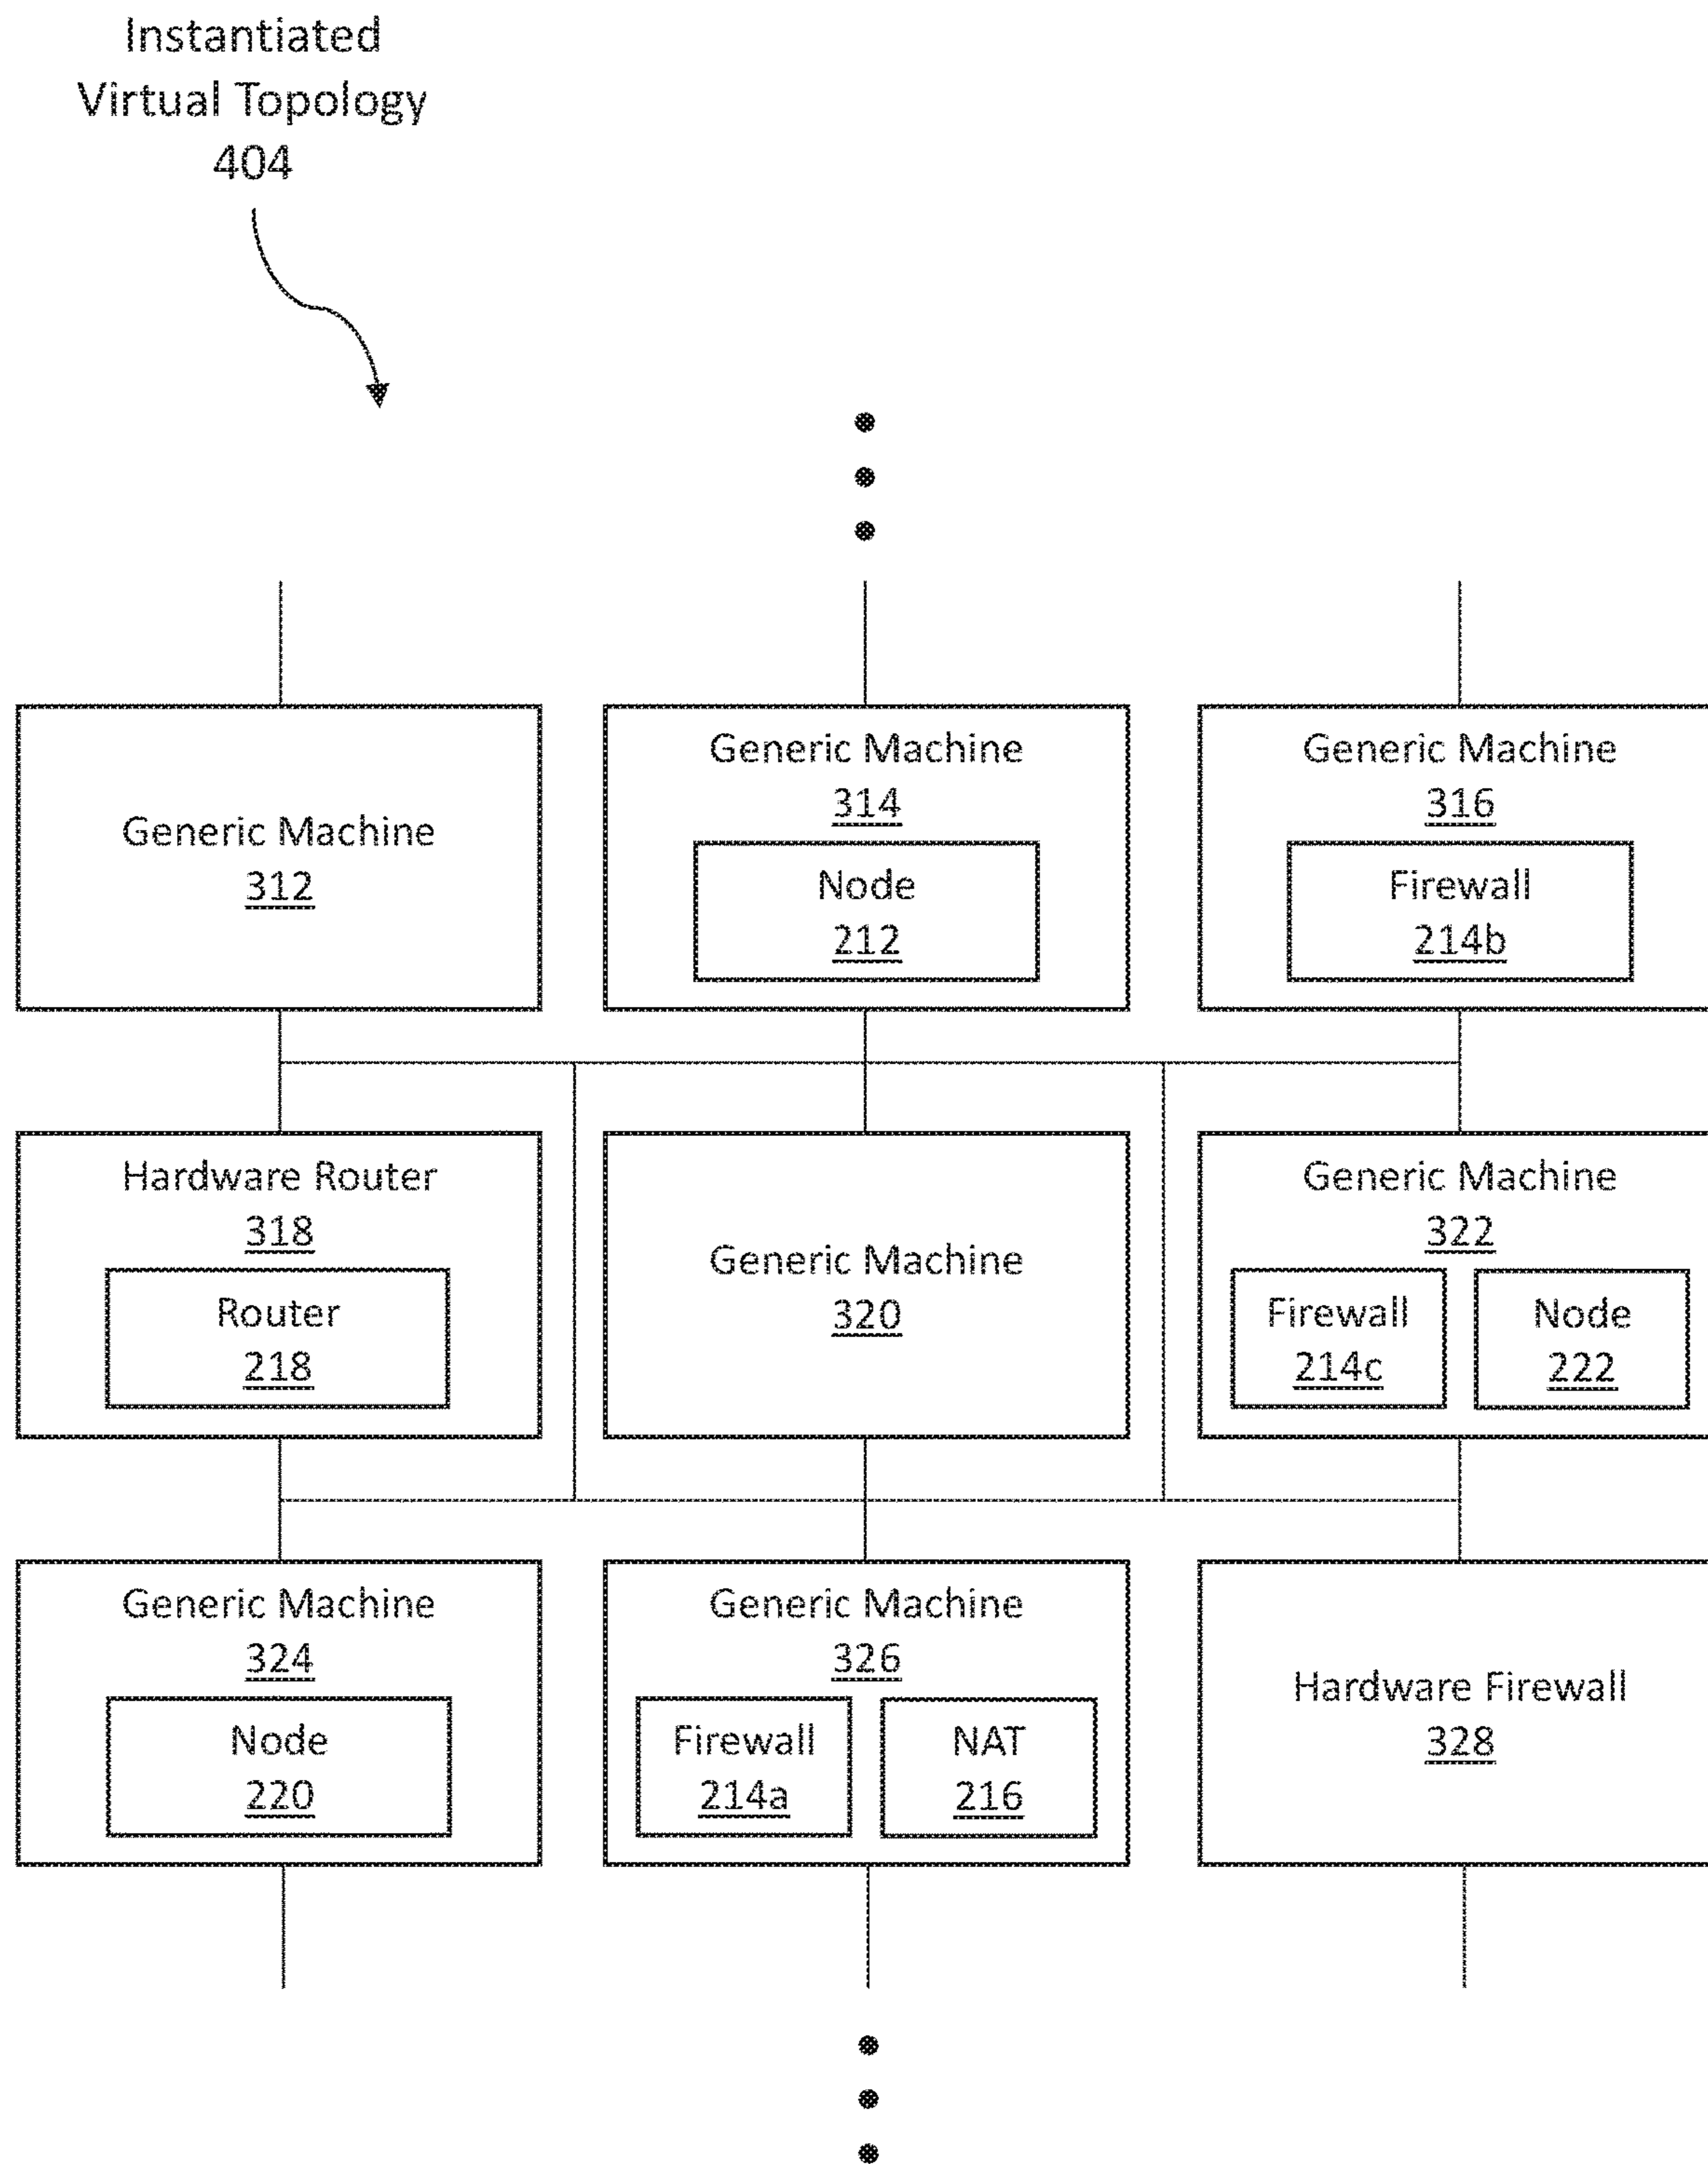 Instantiated
Virtual Topology
404
Generic Machine
312
Generic Machine
314
Node
212
Generic Machine
316
Firewall
214b
Hardware Router
318
Router
218
Generic Machine
320
Generic Machine
322
Firewall
214c
Node
222
Generic Machine
324
Node
220
Generic Machine
326
Firewall
214a
NAT
216
Hardware Firewall
328